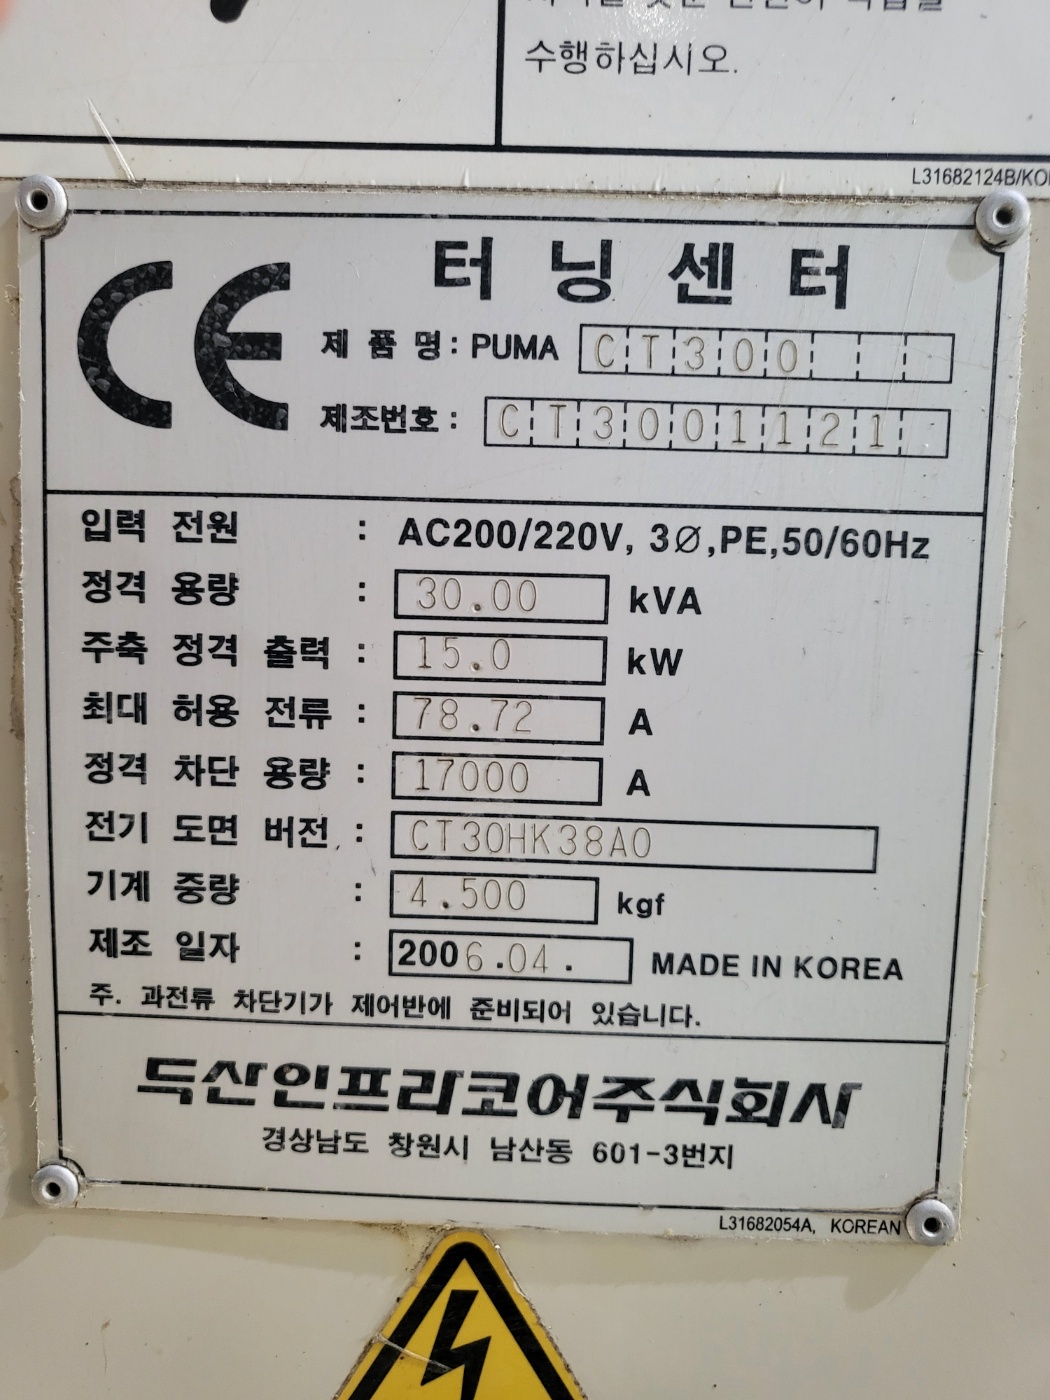 수행하십시오.
L31682124B/KO
CE
터닝센터
제품명: PUMA CT300
제조번호: CT3001121
입력 전원 : AC200/220V, 3Ø,PE,50/60Hz
정격 용량 : 30.00 kVA
주축 정격 출력 : 15.0 kW
최대 허용 전류 : 78.72 A
정격 차단 용량 : 17000 A
전기 도면 버전 : CT30HK38A0
기계 중량 : 4.500 kgf
제조 일자 : 2006.04. MADE IN KOREA
주. 과전류 차단기가 제어반에 준비되어 있습니다.
두산인프라코어주식회사
경상남도 창원시 남산동 601-3번지
L31682054A, KOREAN